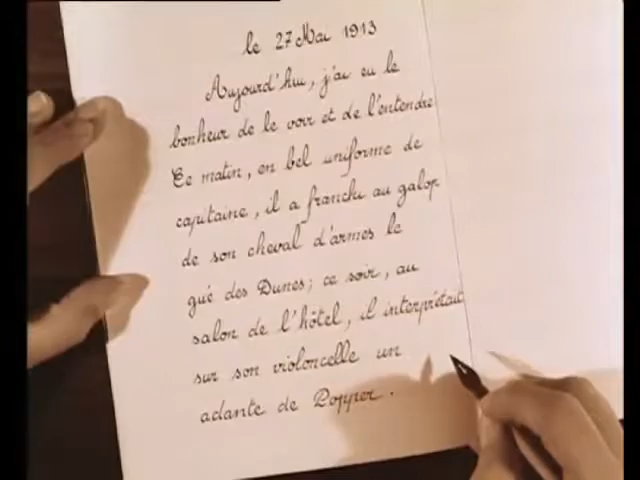 le 27 Mai 1913
Aujourd'hui, j'ai eu le
bonheur de le voir et de l'entendre
Ce matin, en bel uniforme de
capitaine, il a franchi au galop
de son cheval d'armes le
gué des Dunes; ce soir, au
salon de l'hôtel, il interprétait
sur son violoncelle un
adante de Popper.